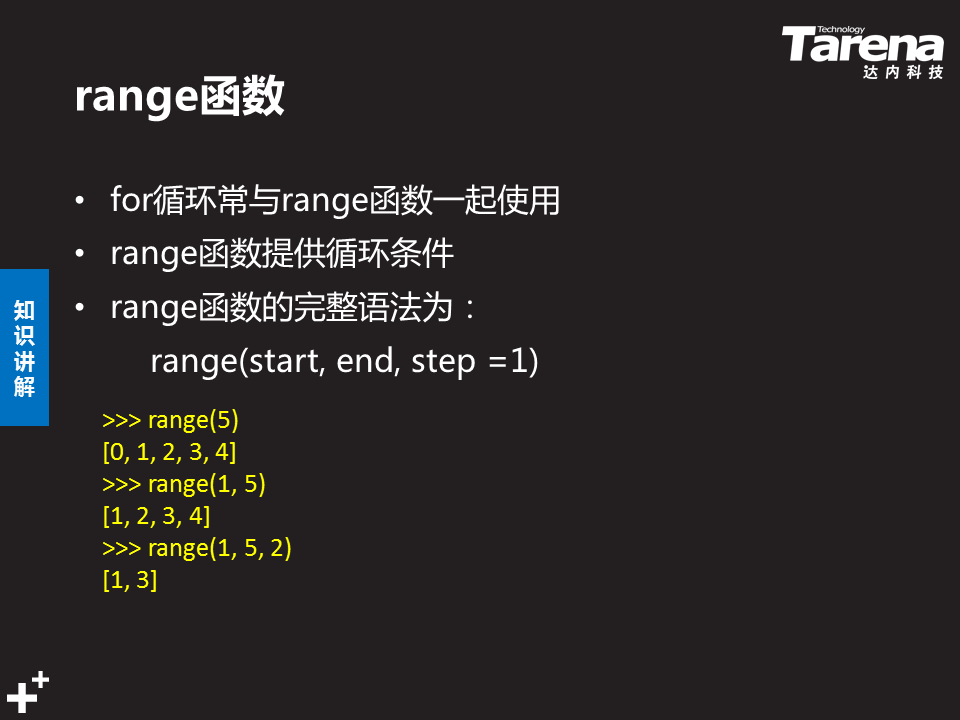 Technology
Tarena
达内科技
range函数
• for循环常与range函数一起使用
• range函数提供循环条件
• range函数的完整语法为：
range(start, end, step =1)
知
识
讲
解
>>> range(5)
[0, 1, 2, 3, 4]
>>> range(1, 5)
[1, 2, 3, 4]
>>> range(1, 5, 2)
[1, 3]